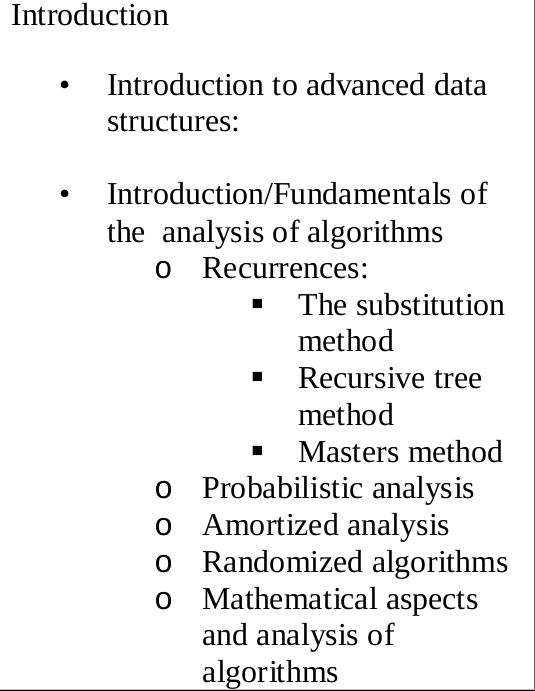 Introduction
• Introduction to advanced data
structures:
• Introduction/Fundamentals of
the  analysis of algorithms
o Recurrences:
▪ The substitution
method
▪ Recursive tree
method
▪ Masters method
o Probabilistic analysis
o Amortized analysis
o Randomized algorithms
o Mathematical aspects
and analysis of
algorithms